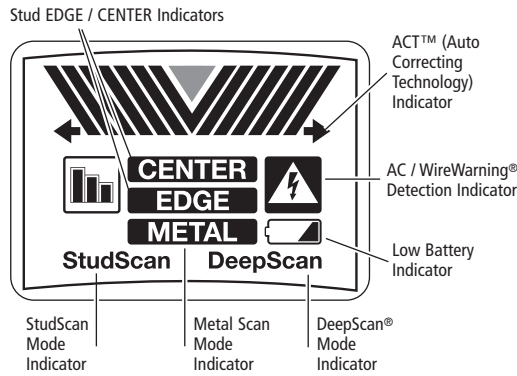 Stud EDGE / CENTER Indicators
ACT™ (Auto
Correcting
Technology)
Indicator
CENTER
EDGE
METAL
AC / WireWarning®
Detection Indicator
Low Battery
Indicator
StudScan
DeepScan
StudScan
Mode
Indicator
Metal Scan
Mode
Indicator
DeepScan®
Mode
Indicator